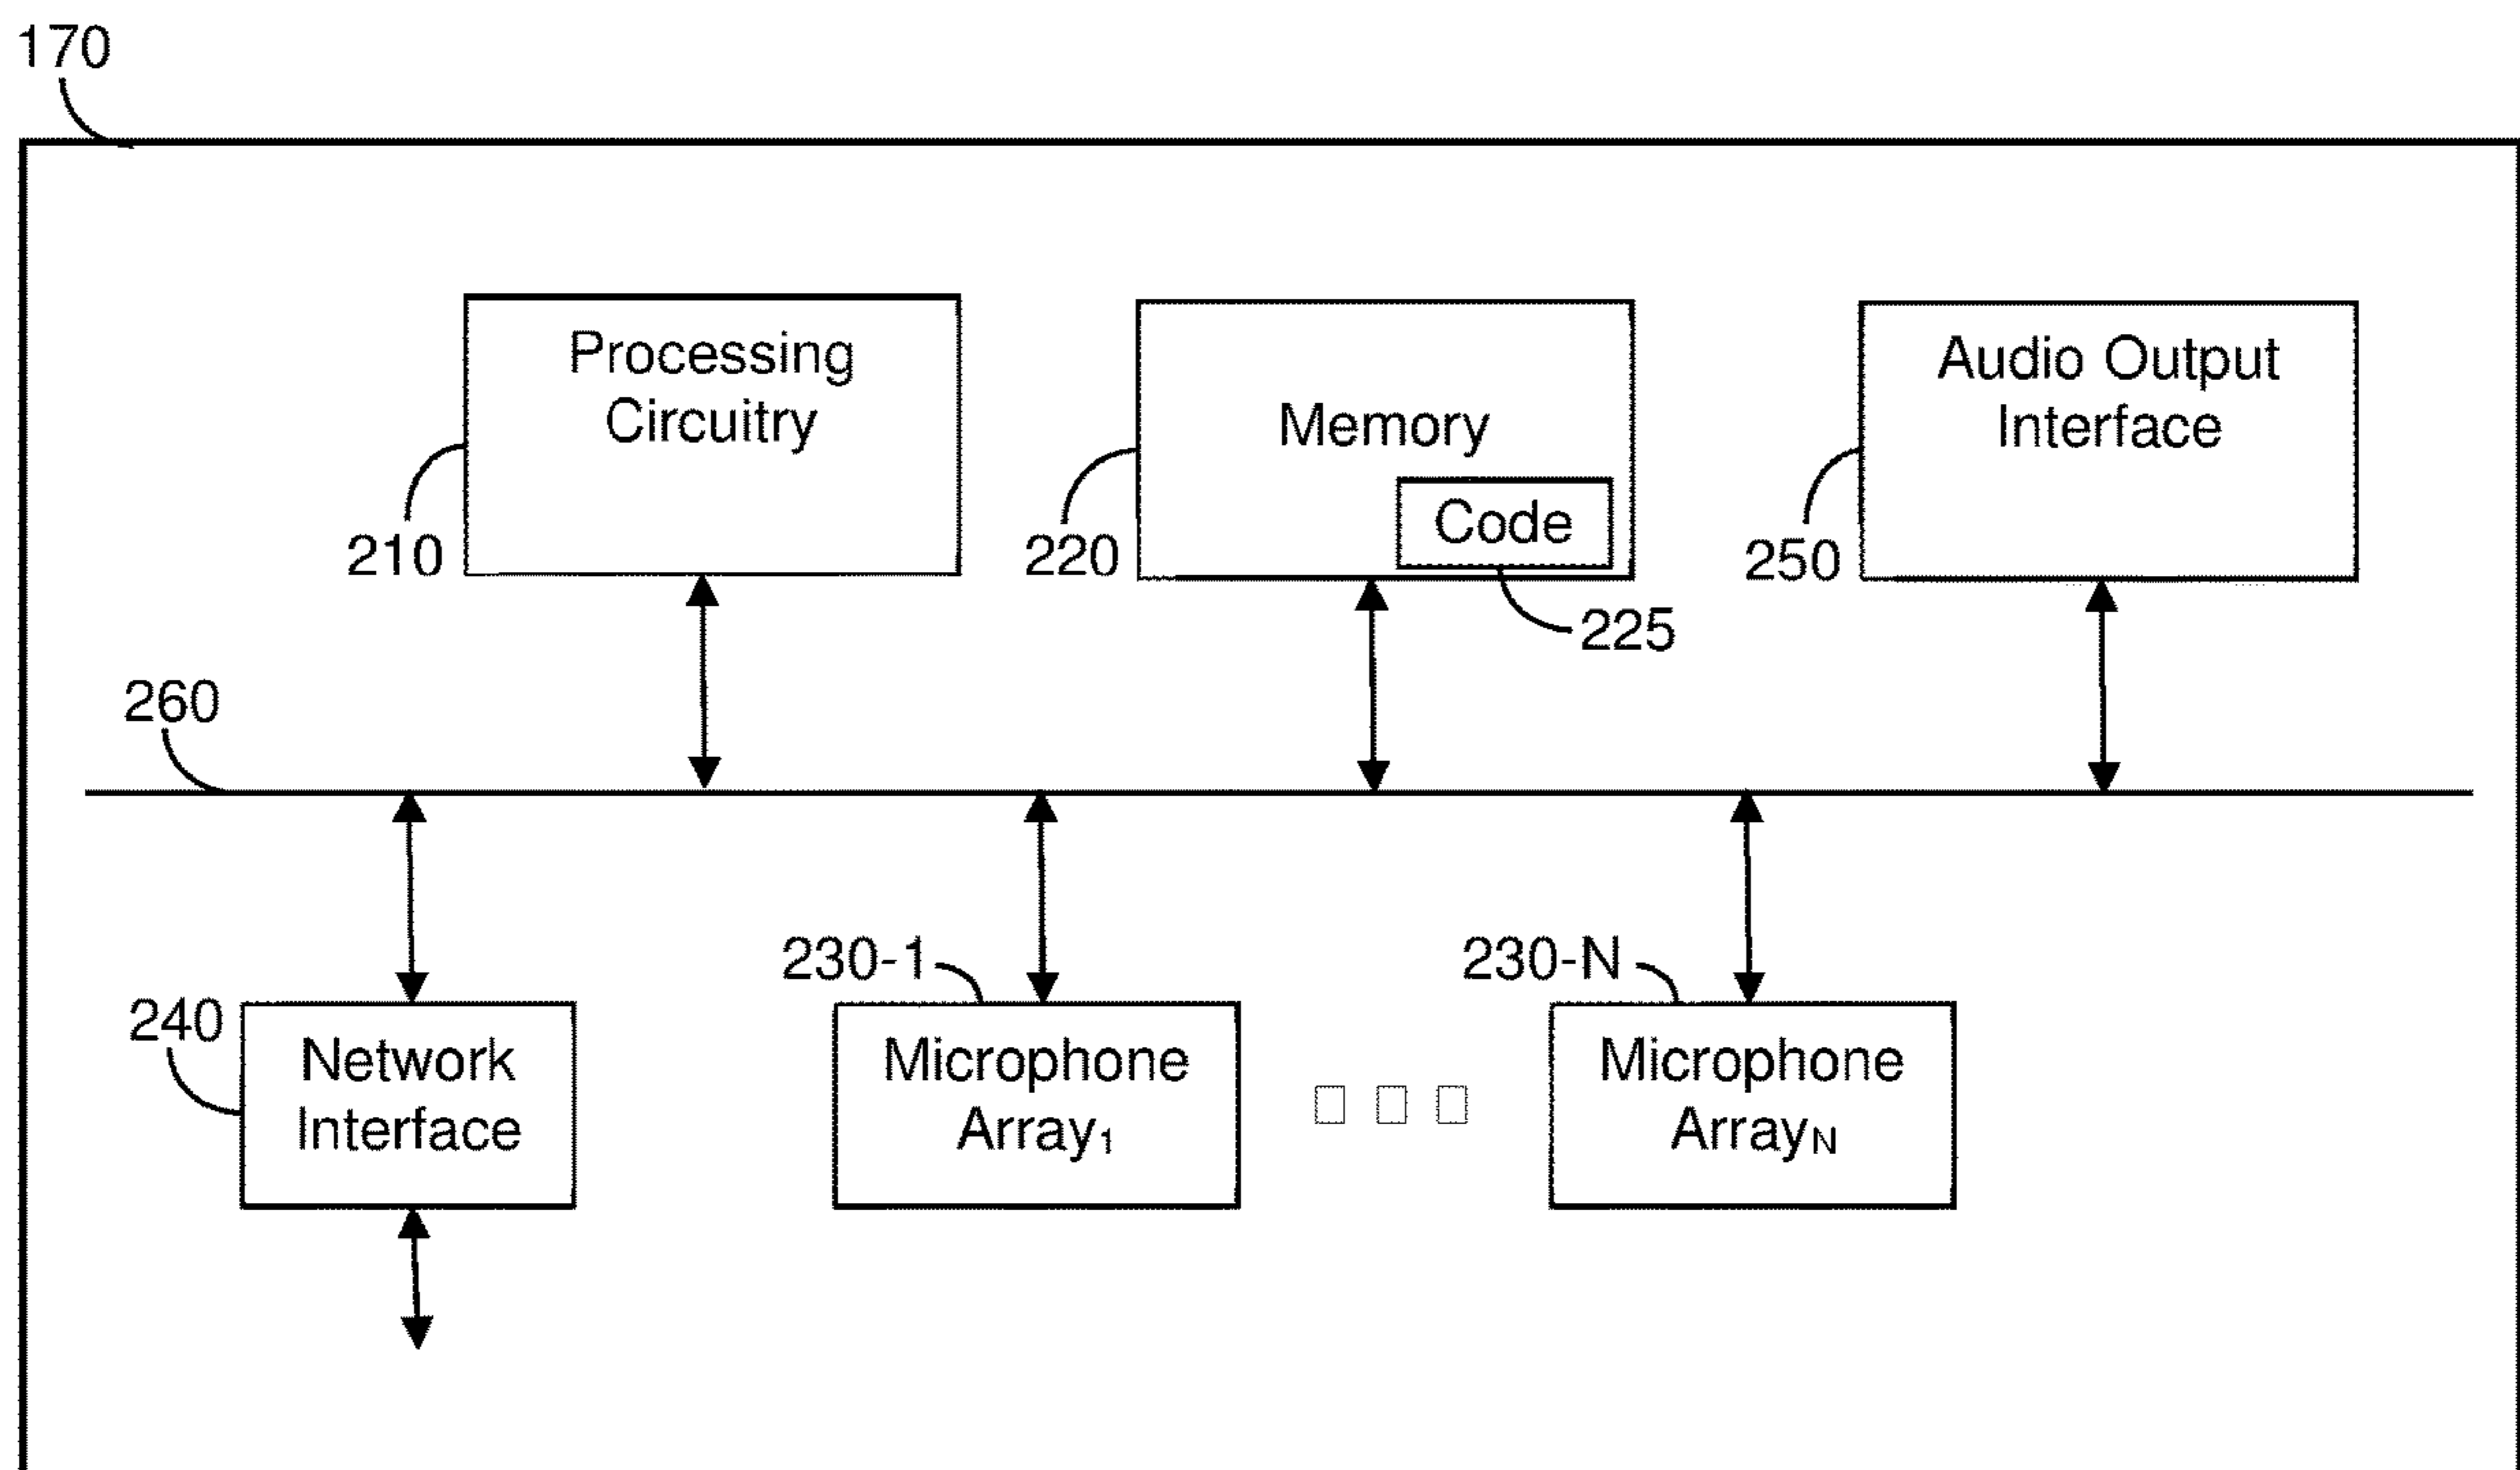 170
Processing
Circuitry
210
Memory
Code
220
225
Audio Output
Interface
250
260
240
Network
Interface
230-1
Microphone
Array₁
230-N
Microphone
Array_N